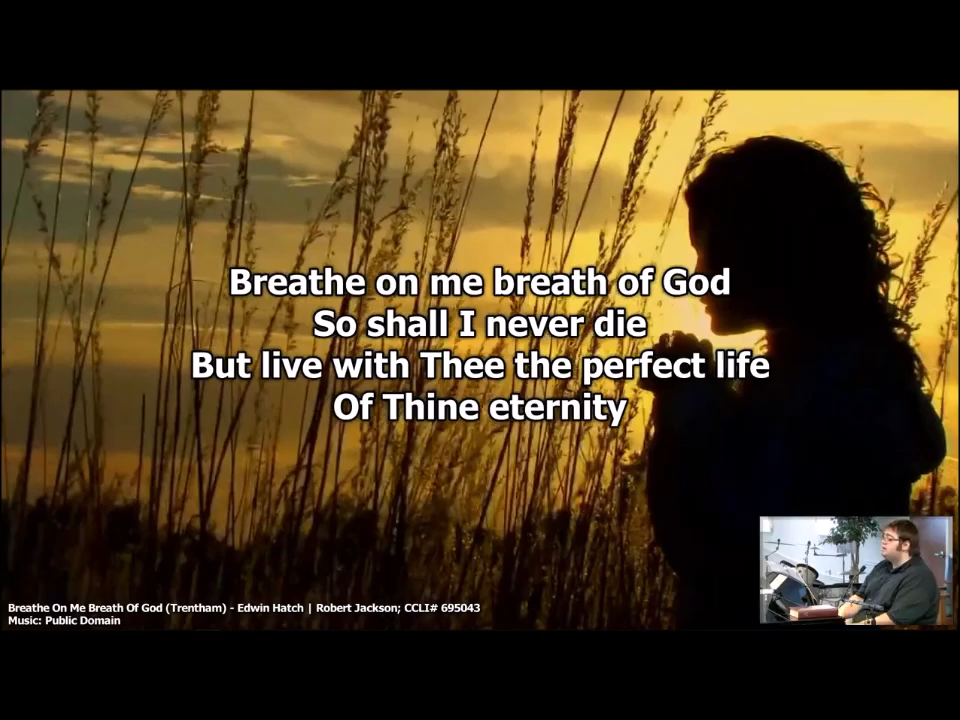 Breathe on me breath of God
So shall I never die
But live with Thee the perfect life
Of Thine eternity
Breathe On Me Breath Of God (Trentham) - Edwin Hatch | Robert Jackson; CCLI# 695043
Music: Public Domain